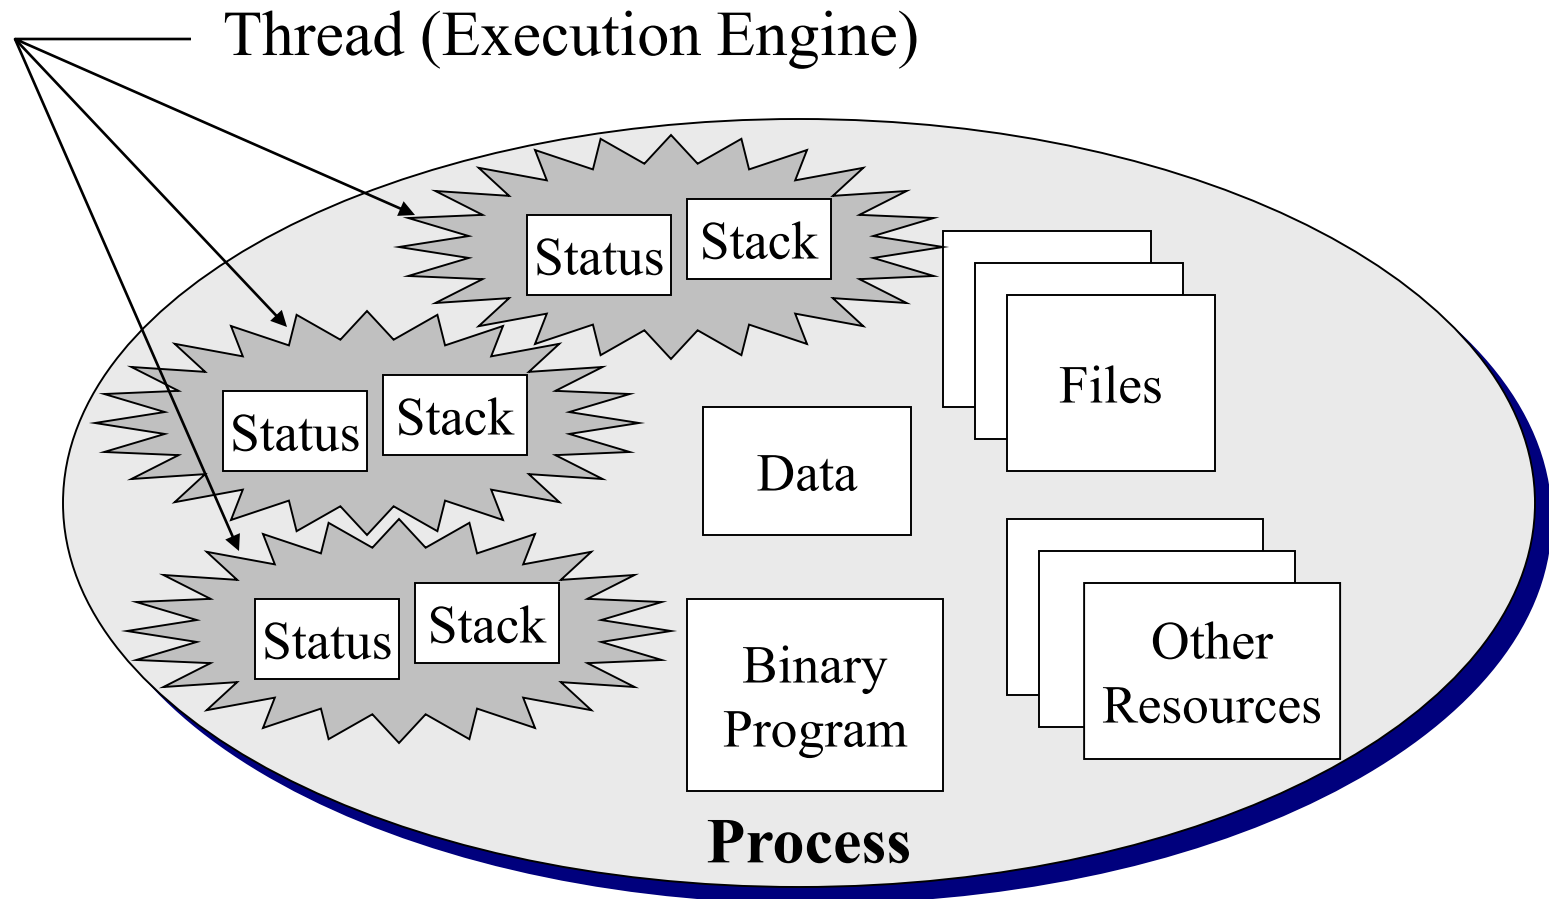 Thread (Execution Engine)
Status
Stack
Status
Stack
Status
Stack
Files
Data
Other
Resources
Binary
Program
Process